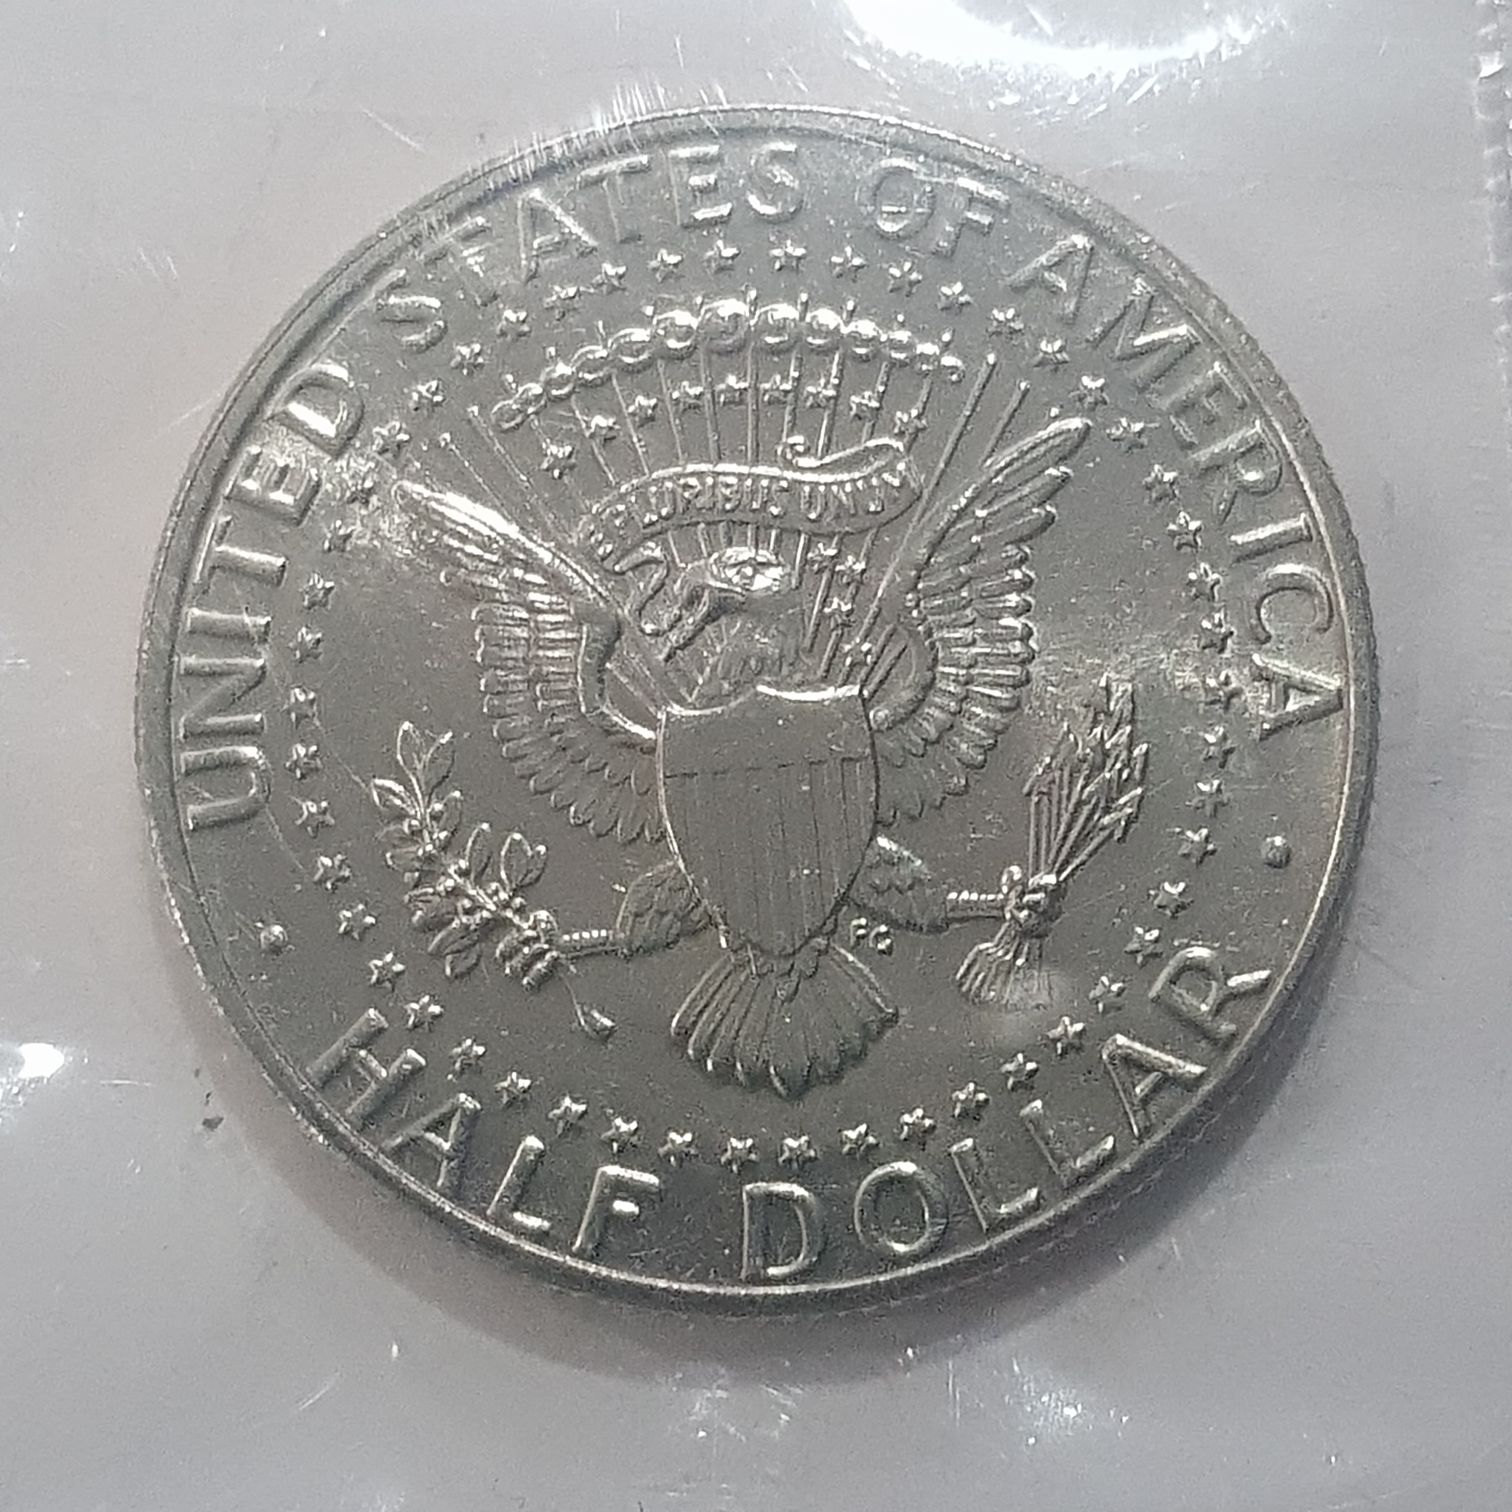 UNITED STATES OF AMERICA
PLURIBUS UNUM
FG
HALF DOLLAR